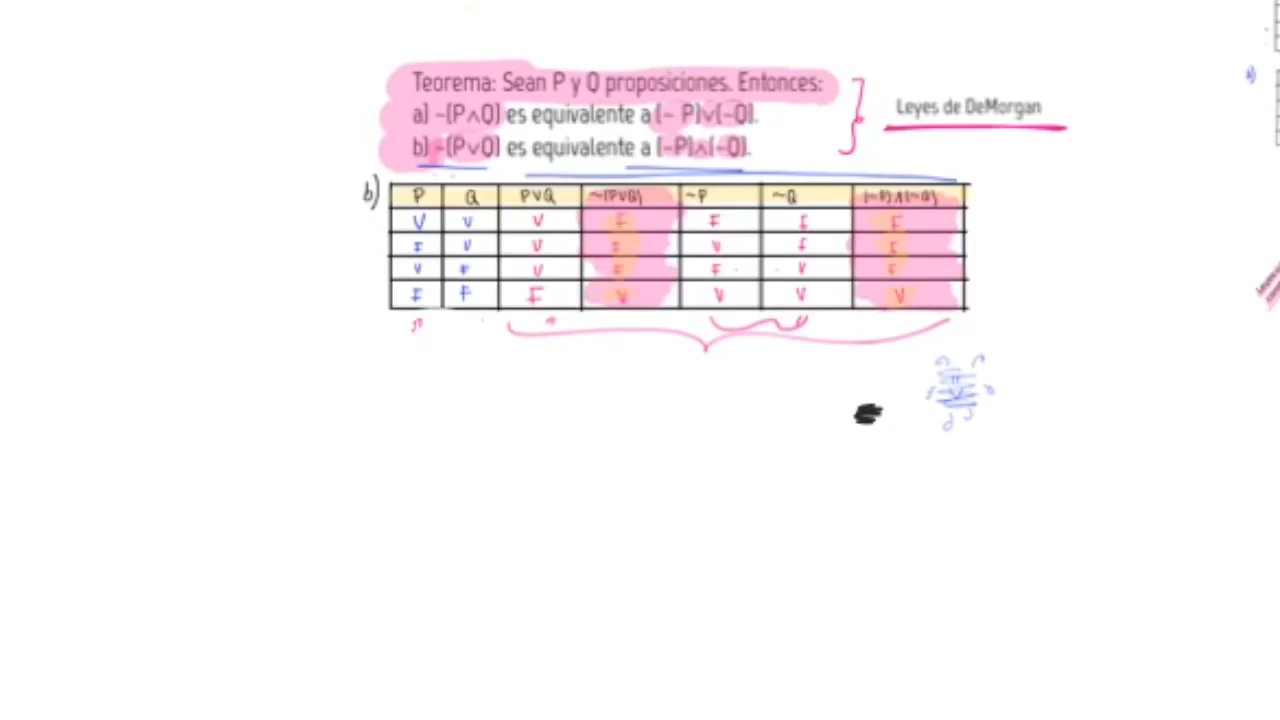 Teorema: Sean P y Q proposiciones. Entonces:
a) ~(P∧Q) es equivalente a (~ P)∨(~Q).
b) ~(P∨Q) es equivalente a (~P)∧(~Q).
Leyes de DeMorgan
b)
P Q P∨Q ~(P∨Q) ~P ~Q (~P)∧(~Q)
V V V F F F F
F V V F V F F
V F V F F V F
F F F V V V V